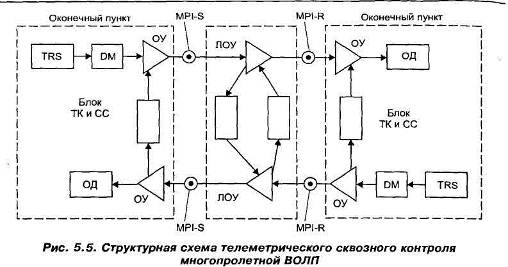 Оконечный пункт
MPI-S
MPI-R
Оконечный пункт
ОУ
ЛОУ
ОУ
TRS
DM
ОД
Блок
ТК и СС
Блок
ТК и СС
ОД
ОУ
ЛОУ
ОУ
DM
TRS
MPI-S
MPI-R
Рис. 5.5. Структурная схема телеметрического сквозного контроля
многопролетной ВОЛП